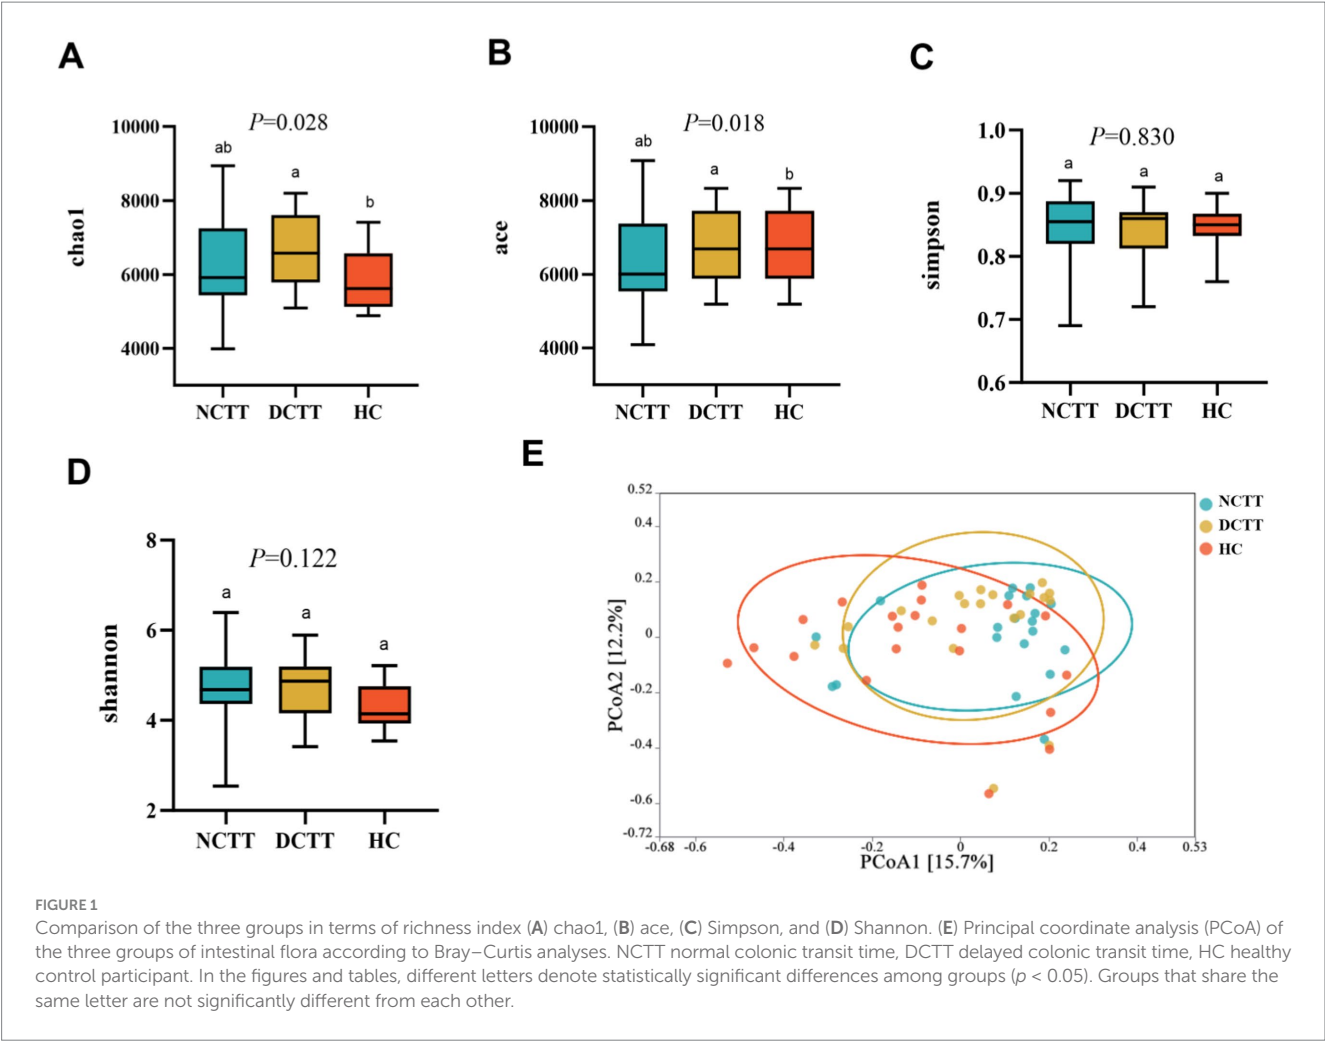 A
P=0.028
10000
8000
6000
4000
chao1
ab
a
b
NCTT DCTT HC
B
P=0.018
10000
8000
6000
4000
ace
ab
a
b
NCTT DCTT HC
C
P=0.830
1.0
0.9
0.8
0.7
0.6
simpson
a
a
a
NCTT DCTT HC
D
P=0.122
8
6
4
2
shannon
a
a
a
NCTT DCTT HC
E
0.52
0.4
0.2
0
-0.2
-0.4
-0.6
-0.72
PCoA2 [12.2%]
-0.68 -0.6 -0.4 -0.2 0 0.2 0.4 0.53
PCoA1 [15.7%]
NCTT
DCTT
HC
FIGURE 1
Comparison of the three groups in terms of richness index (A) chao1, (B) ace, (C) Simpson, and (D) Shannon. (E) Principal coordinate analysis (PCoA) of
the three groups of intestinal flora according to Bray–Curtis analyses. NCTT normal colonic transit time, DCTT delayed colonic transit time, HC healthy
control participant. In the figures and tables, different letters denote statistically significant differences among groups (p < 0.05). Groups that share the
same letter are not significantly different from each other.